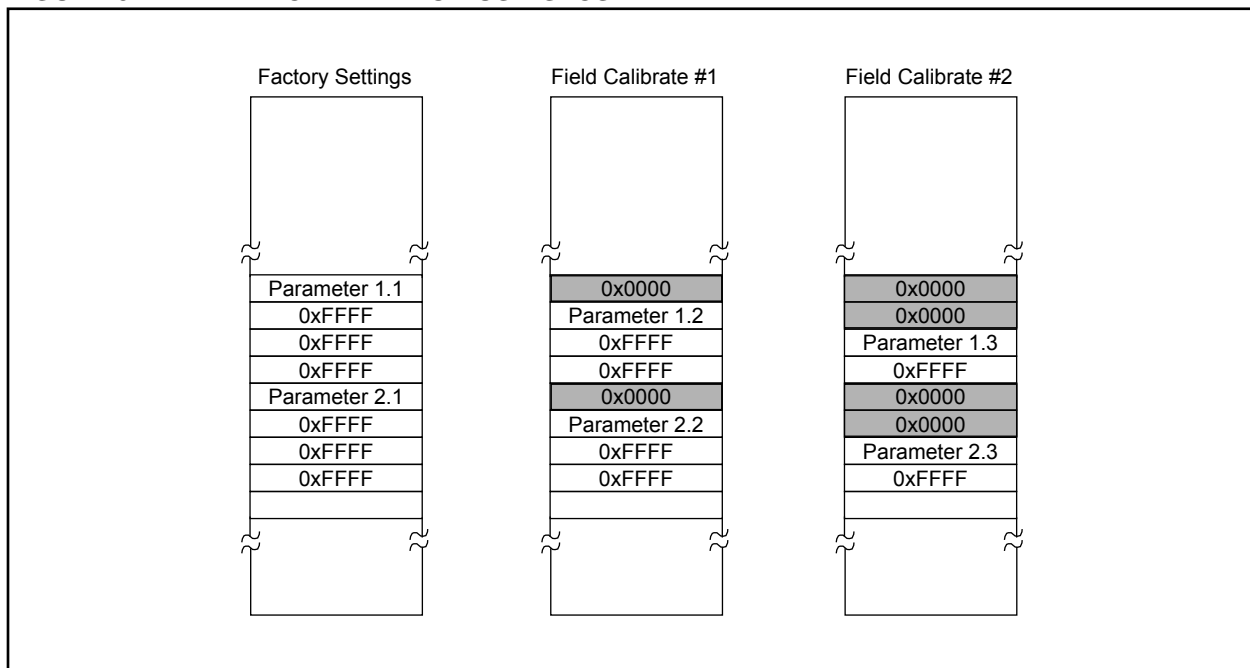 Factory Settings
Parameter 1.1
0xFFFF
0xFFFF
0xFFFF
Parameter 2.1
0xFFFF
0xFFFF
0xFFFF
Field Calibrate #1
0x0000
Parameter 1.2
0xFFFF
0xFFFF
0x0000
Parameter 2.2
0xFFFF
0xFFFF
Field Calibrate #2
0x0000
0x0000
Parameter 1.3
0xFFFF
0x0000
0x0000
Parameter 2.3
0xFFFF